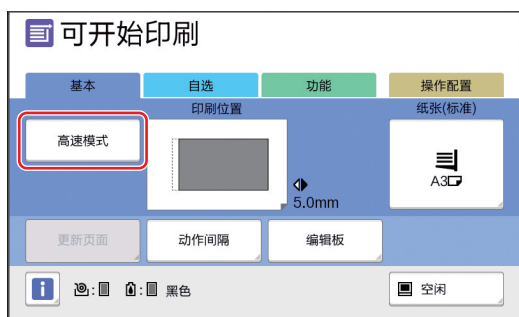 可开始印刷
基本 自选 功能 操作配置
印刷位置 纸张(标准)
高速模式
A3
5.0mm
更新页面 动作间隔 编辑板
i : : 黑色 空闲